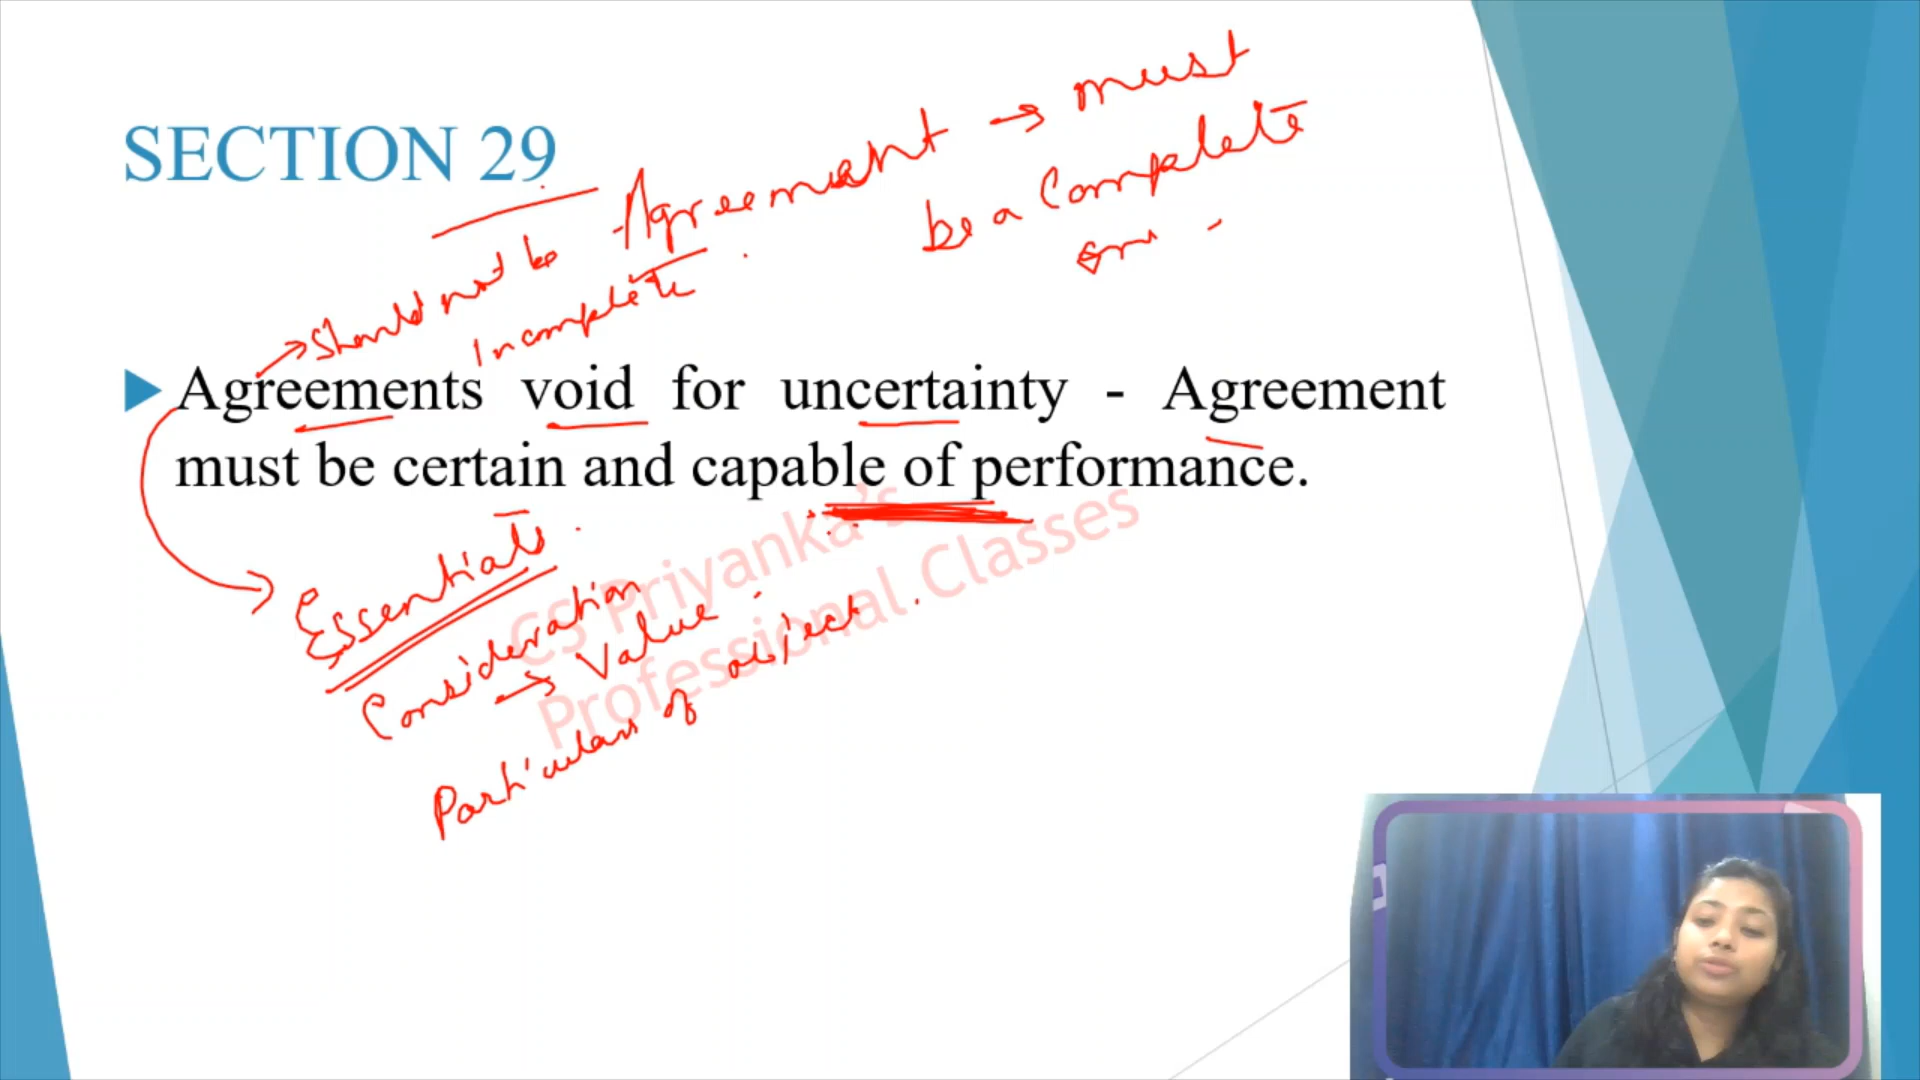 SECTION 29
Agreement → must
be a Complete
one
→ Should not be
Incomplete
Agreements void for uncertainty - Agreement
must be certain and capable of performance.
Essentials
Consideration
→ Value
Particulars of object
CS Priyanka's
Professional Classes